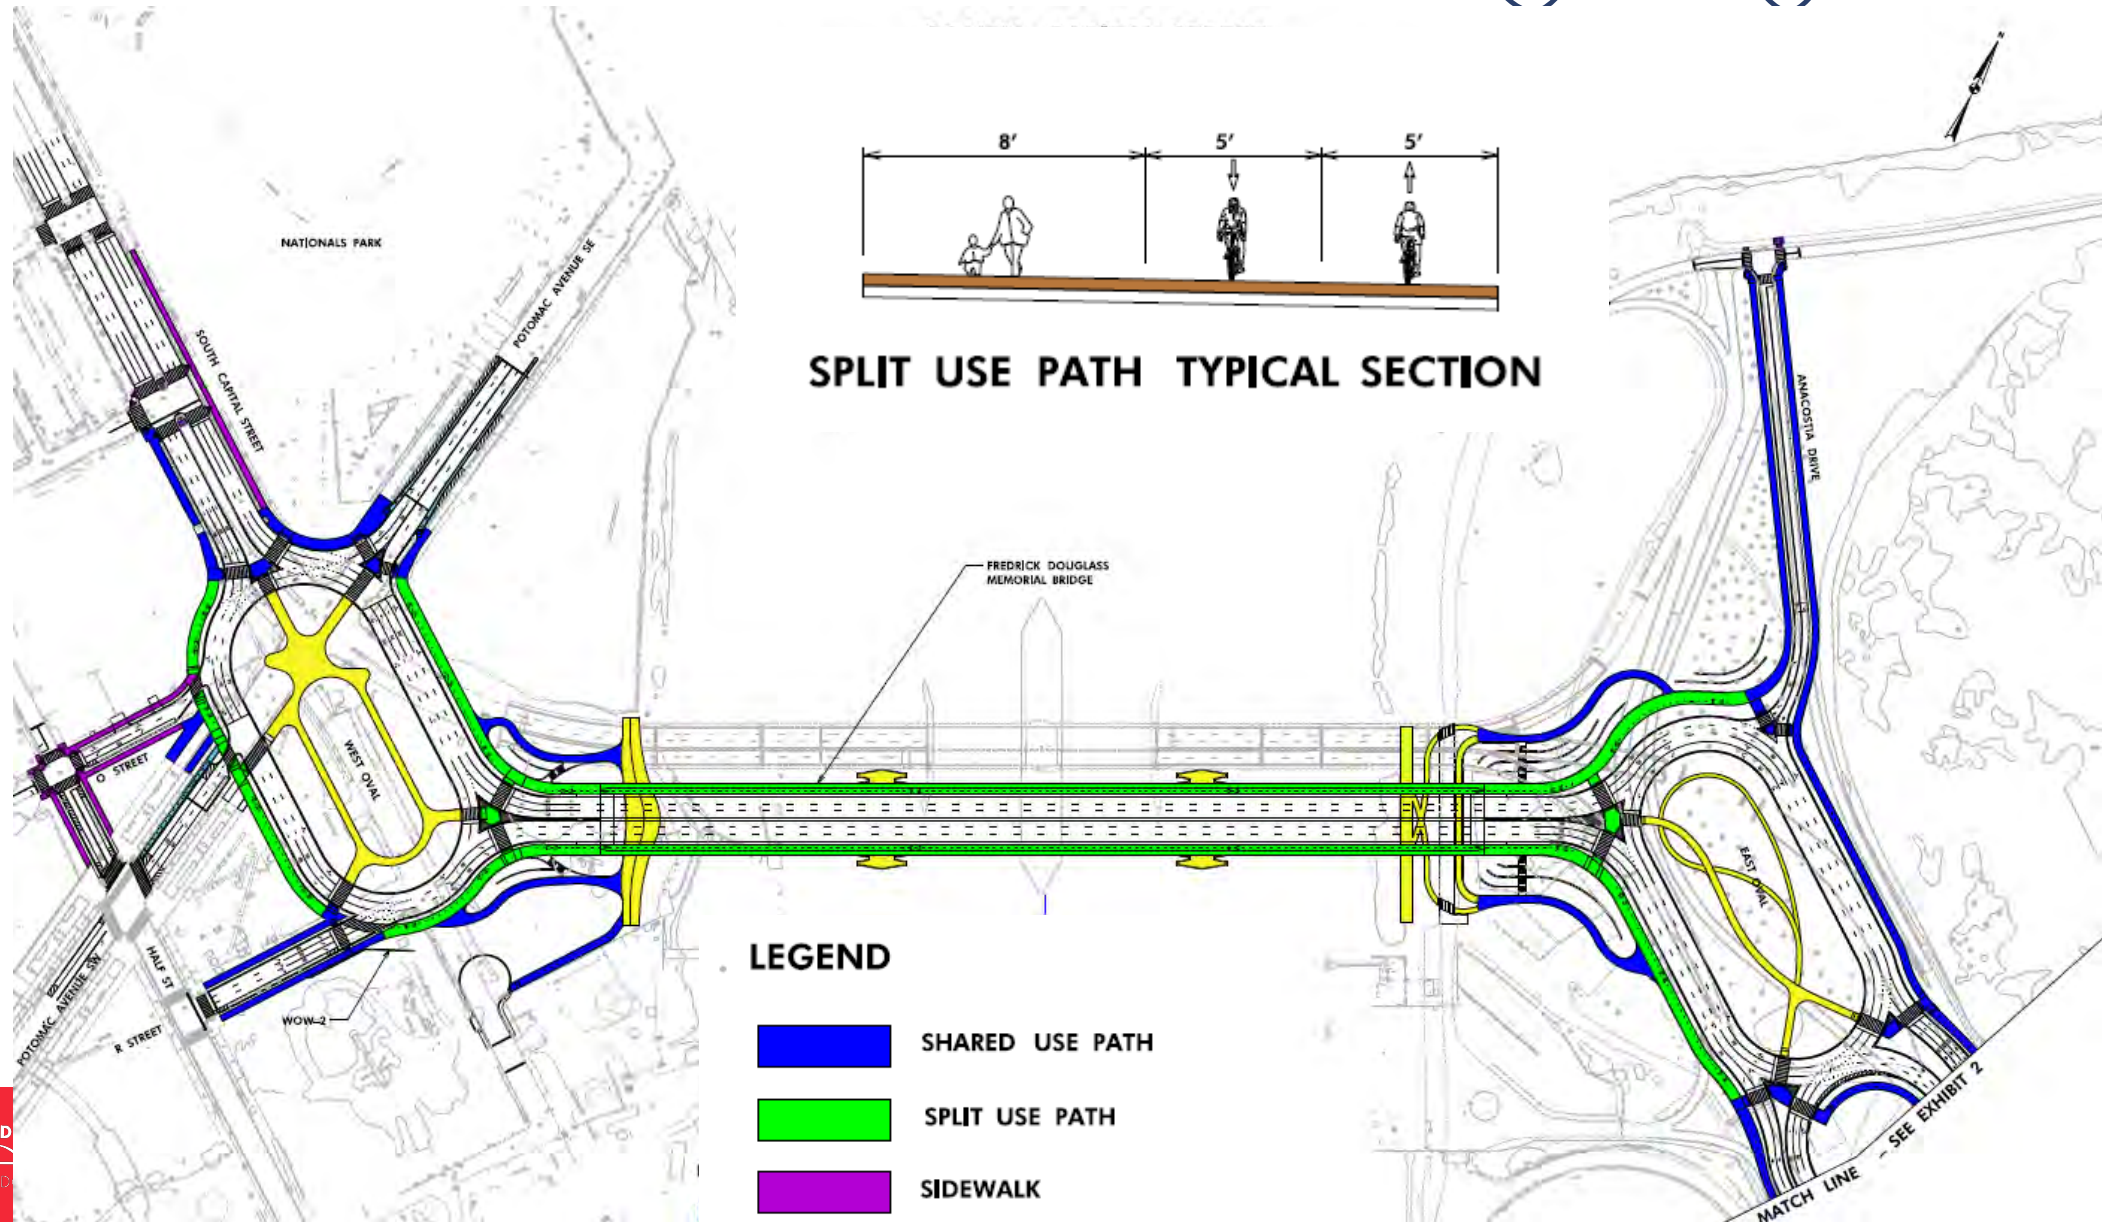 N
8'
5'
5'
SPLIT USE PATH TYPICAL SECTION
NATIONALS PARK
POTOMAC AVENUE SE
SOUTH CAPITAL STREET
ANACOSTIA DRIVE
FREDRICK DOUGLASS
MEMORIAL BRIDGE
WEST OVAL
EAST OVAL
O STREET
HALF ST
POTOMAC AVENUE SW
R STREET
WOW-2
LEGEND
SHARED USE PATH
SPLIT USE PATH
SIDEWALK
MATCH LINE - SEE EXHIBIT 2
D